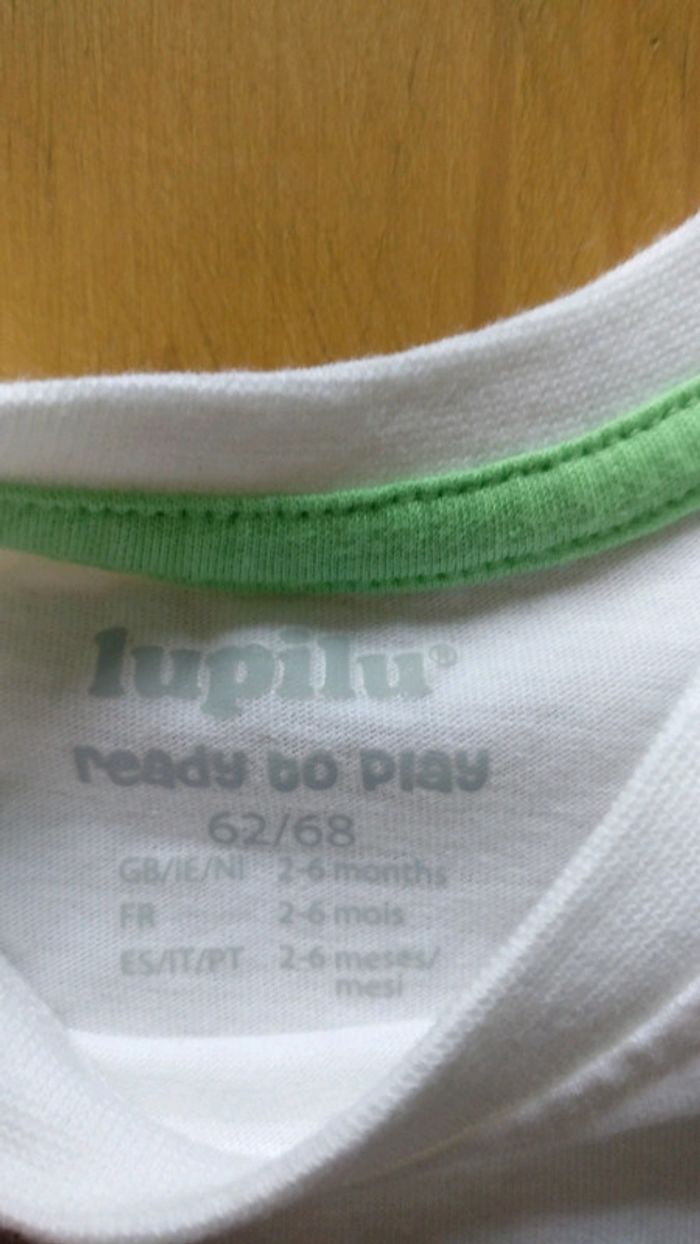 lupilu®
ready to play
62/68
GB/IE/NI 2-6 months
FR 2-6 mois
ES/IT/PT 2-6 meses/
mesi